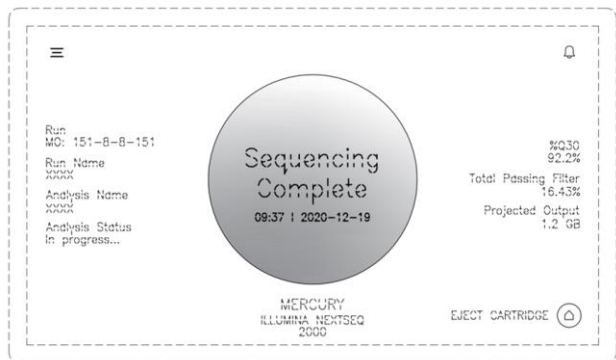 Run
MO: 151-8-8-151
Run Name
XXXX
Analysis Name
XXXX
Analysis Status
In progress...
Sequencing
Complete
09:37 | 2020-12-19
%Q30
92.2%
Total Passing Filter
16.43%
Projected Output
1.2 GB
MERCURY
ILLUMINA NEXTSEQ
2000
EJECT CARTRIDGE